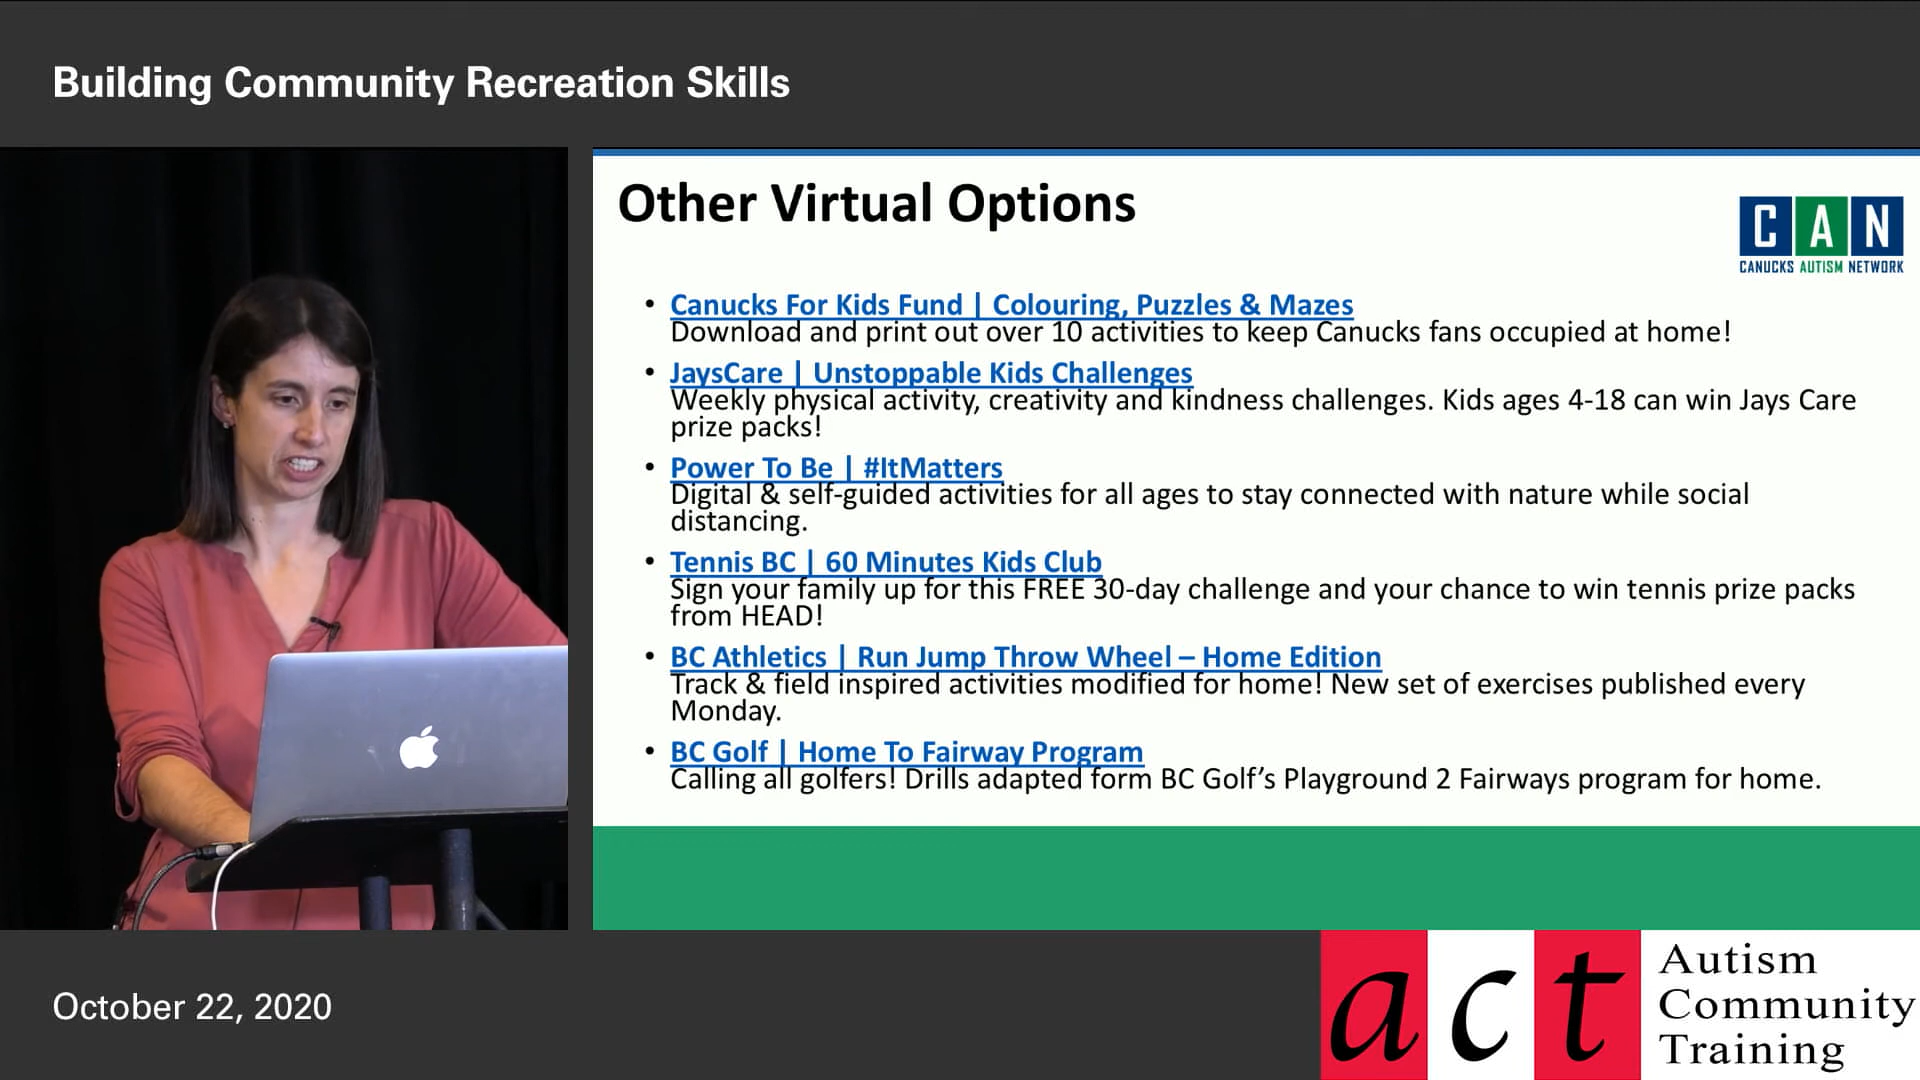 Building Community Recreation Skills
Other Virtual Options
C A N
CANUCKS AUTISM NETWORK
• Canucks For Kids Fund | Colouring, Puzzles & Mazes
Download and print out over 10 activities to keep Canucks fans occupied at home!
• JaysCare | Unstoppable Kids Challenges
Weekly physical activity, creativity and kindness challenges. Kids ages 4-18 can win Jays Care
prize packs!
• Power To Be | #ItMatters
Digital & self-guided activities for all ages to stay connected with nature while social
distancing.
• Tennis BC | 60 Minutes Kids Club
Sign your family up for this FREE 30-day challenge and your chance to win tennis prize packs
from HEAD!
• BC Athletics | Run Jump Throw Wheel – Home Edition
Track & field inspired activities modified for home! New set of exercises published every
Monday.
• BC Golf | Home To Fairway Program
Calling all golfers! Drills adapted form BC Golf’s Playground 2 Fairways program for home.
October 22, 2020
act
Autism
Community
Training